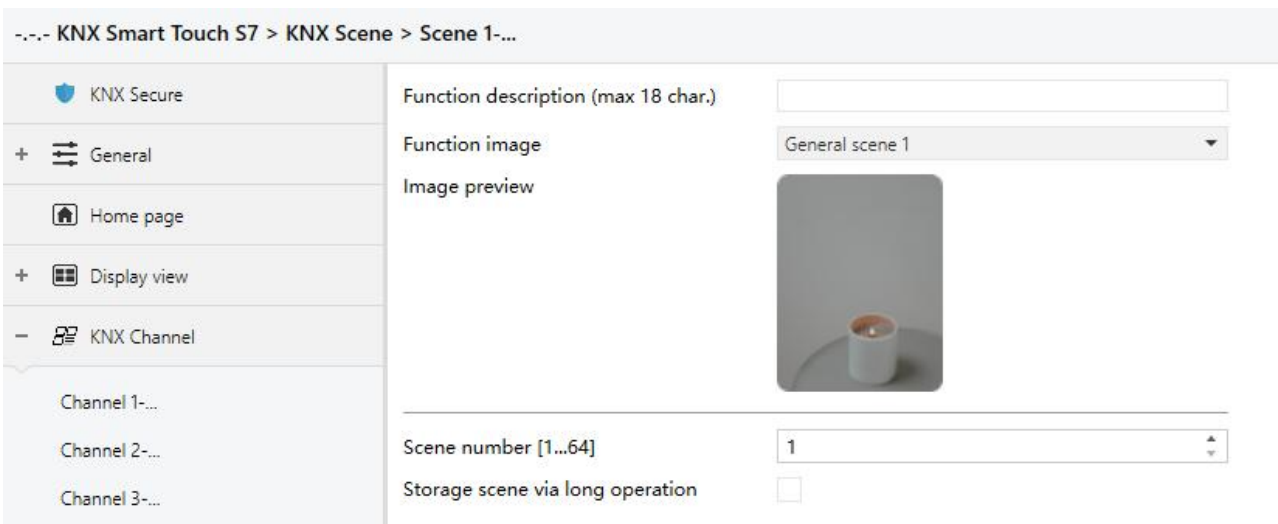 -.-.- KNX Smart Touch S7 > KNX Scene > Scene 1-...
KNX Secure
+ General
Home page
+ Display view
− KNX Channel
Channel 1-...
Channel 2-...
Channel 3-...
Function description (max 18 char.)
Function image General scene 1
Image preview
Scene number [1...64] 1
Storage scene via long operation